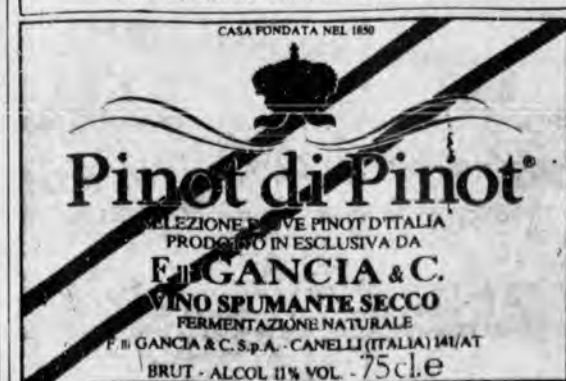 CASA FONDATA NEL 1850
Pinot di Pinot®
SELEZIONE UVE PINOT D'ITALIA
PRODOTTO IN ESCLUSIVA DA
F.lli GANCIA & C.
VINO SPUMANTE SECCO
FERMENTAZIONE NATURALE
F.lli GANCIA & C. S.p.A. - CANELLI (ITALIA) 141/AT
BRUT - ALCOL 11% VOL. - 75cl.e